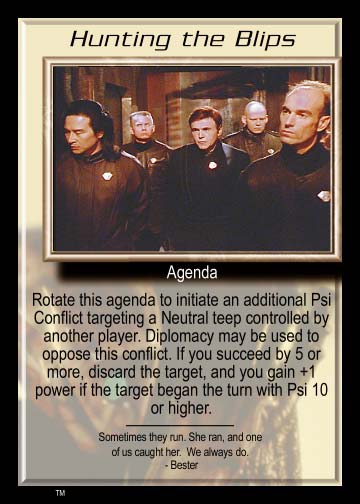 Hunting the Blips
Agenda
Rotate this agenda to initiate an additional Psi
Conflict targeting a Neutral teep controlled by
another player. Diplomacy may be used to
oppose this conflict. If you succeed by 5 or
more, discard the target, and you gain +1
power if the target began the turn with Psi 10
or higher.
Sometimes they run. She ran, and one
of us caught her. We always do.
- Bester
TM